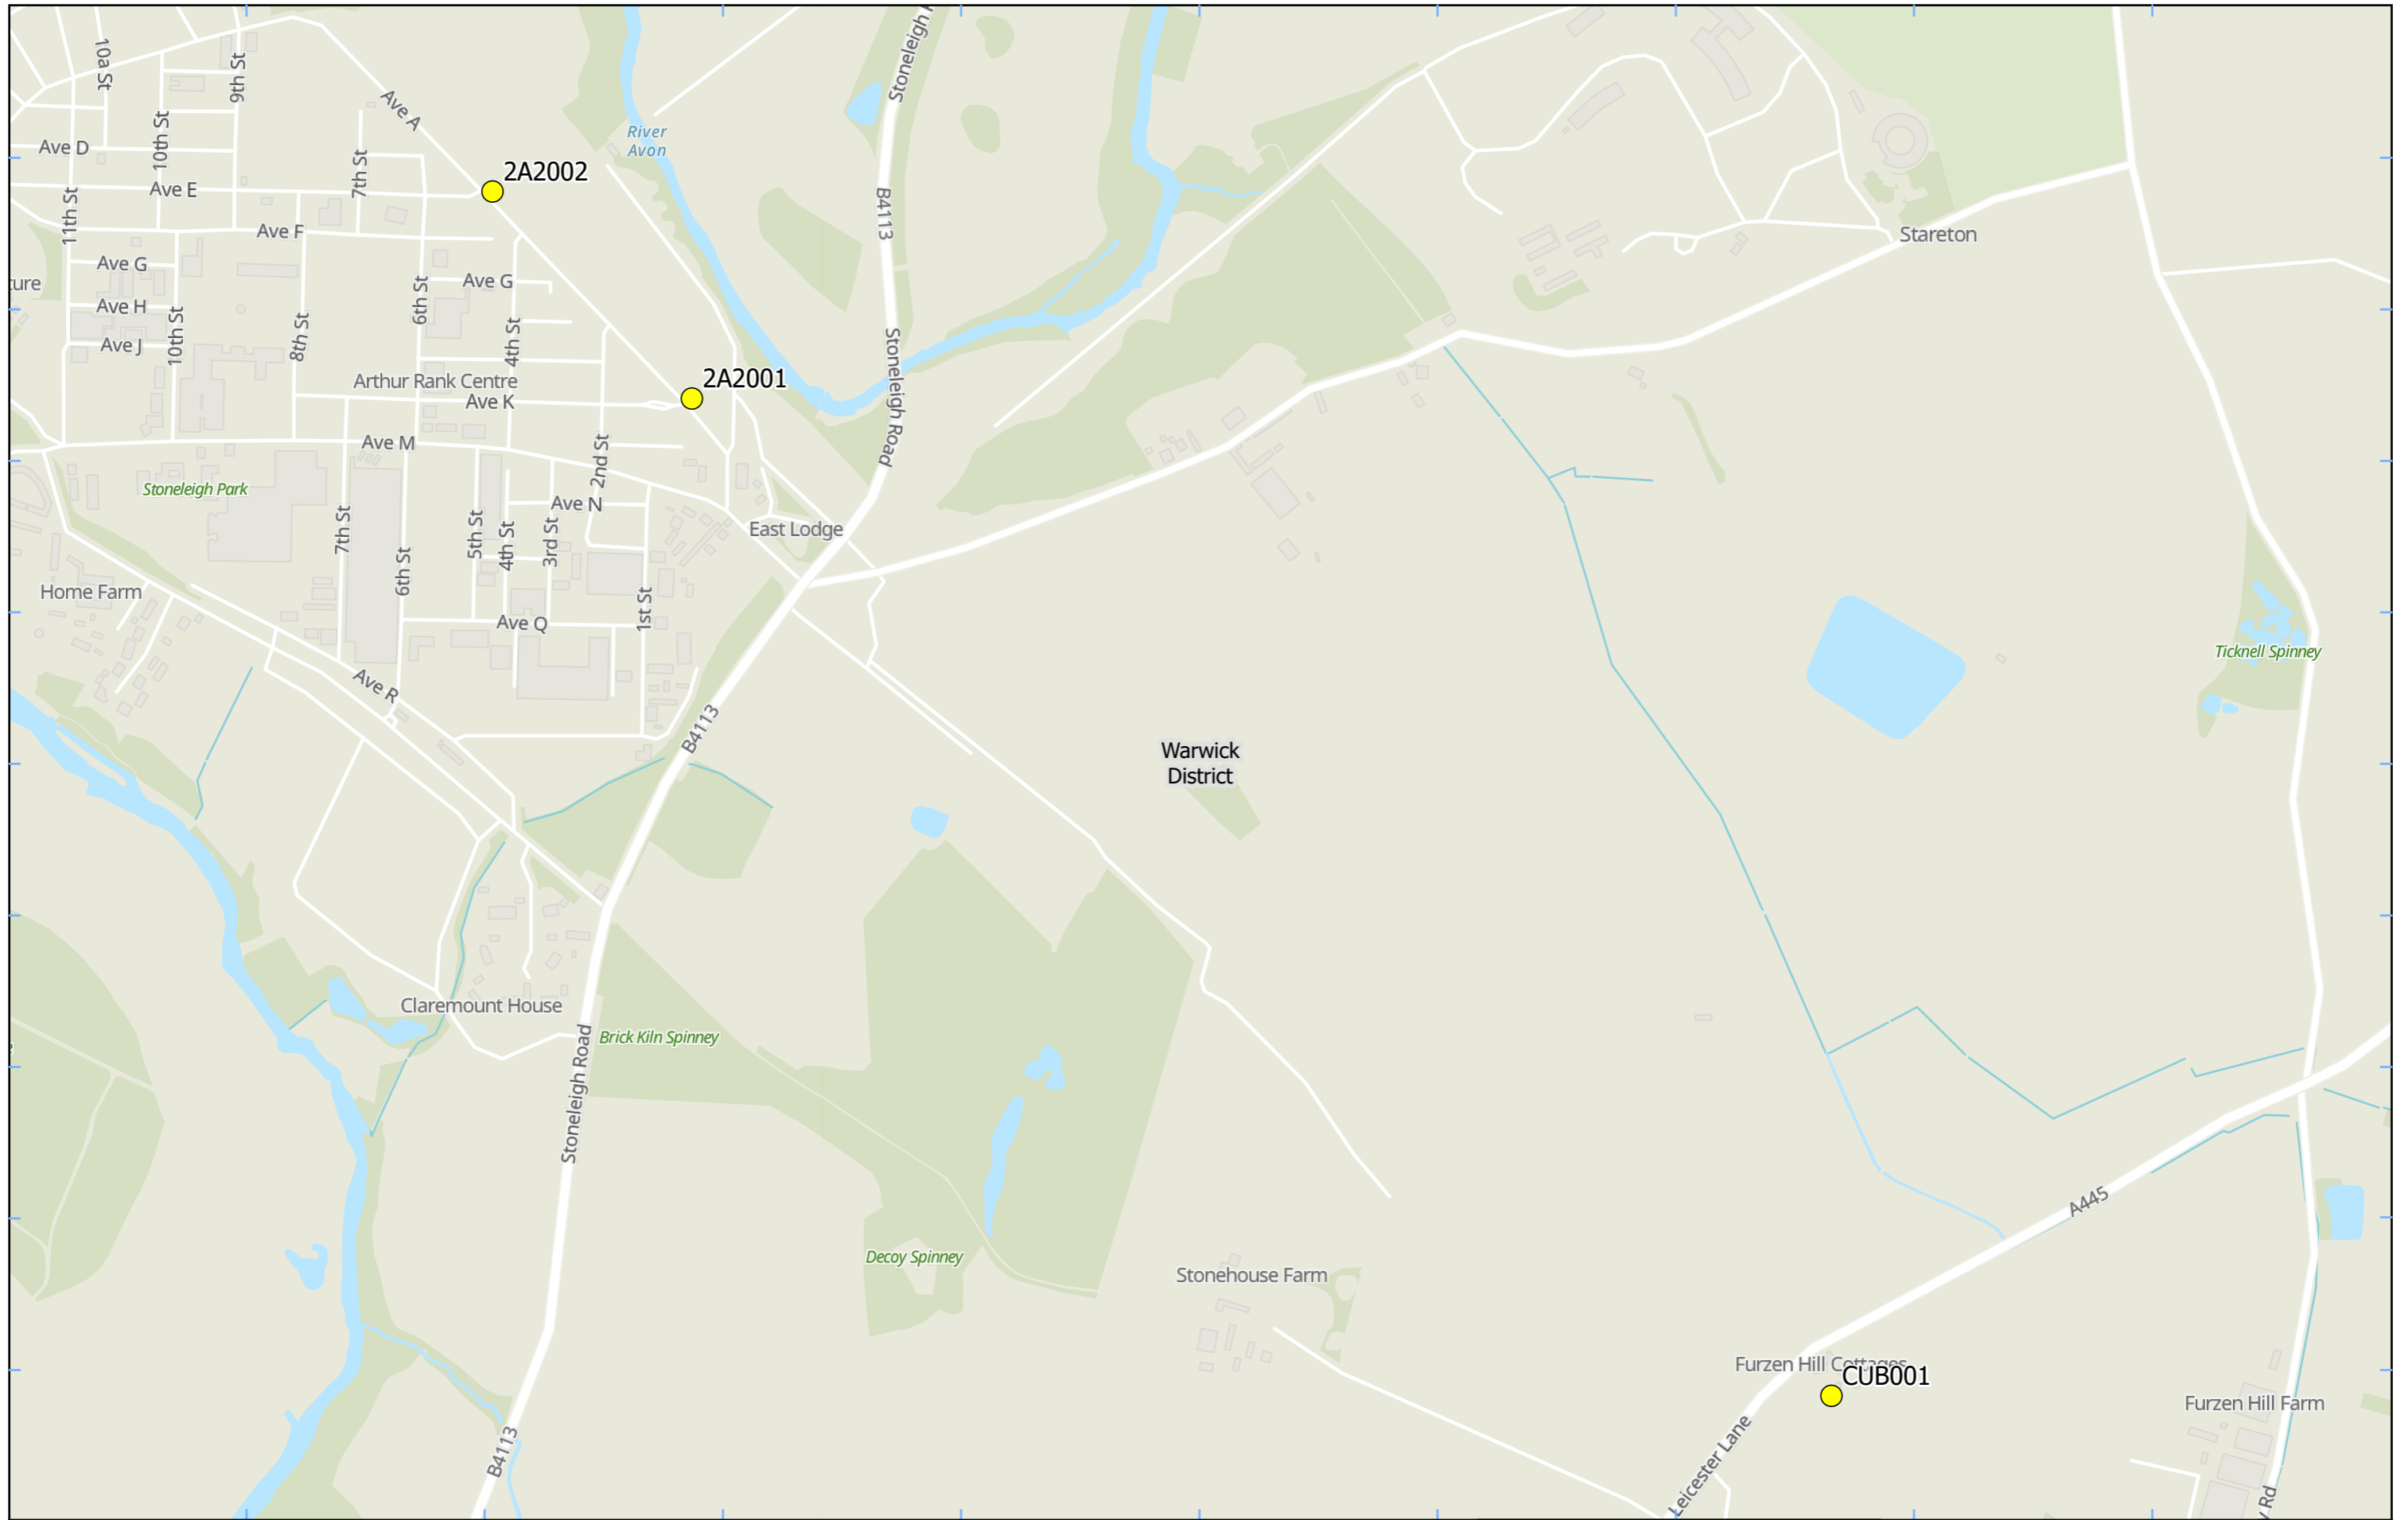 10a St
9th St
Stoneleigh R
Ave A
10th St
River
Avon
Ave D
7th St
2A2002
Ave E
B4113
11th St
Ave F
Stareton
Ave G
Ave G
ture
6th St
Ave H
10th St
8th St
4th St
Ave J
Stoneleigh Road
2A2001
Arthur Rank Centre
Ave K
Ave M
2nd St
Stoneleigh Park
Ave N
7th St
5th St
4th St
3rd St
East Lodge
6th St
Home Farm
1st St
Ave Q
Ticknell Spinney
Ave R
B4113
Warwick
District
Claremount House
Brick Kiln Spinney
Stoneleigh Road
A445
Decoy Spinney
Stonehouse Farm
Furzen Hill Cottages
CUB001
Furzen Hill Farm
B4113
Leicester Lane
Rd